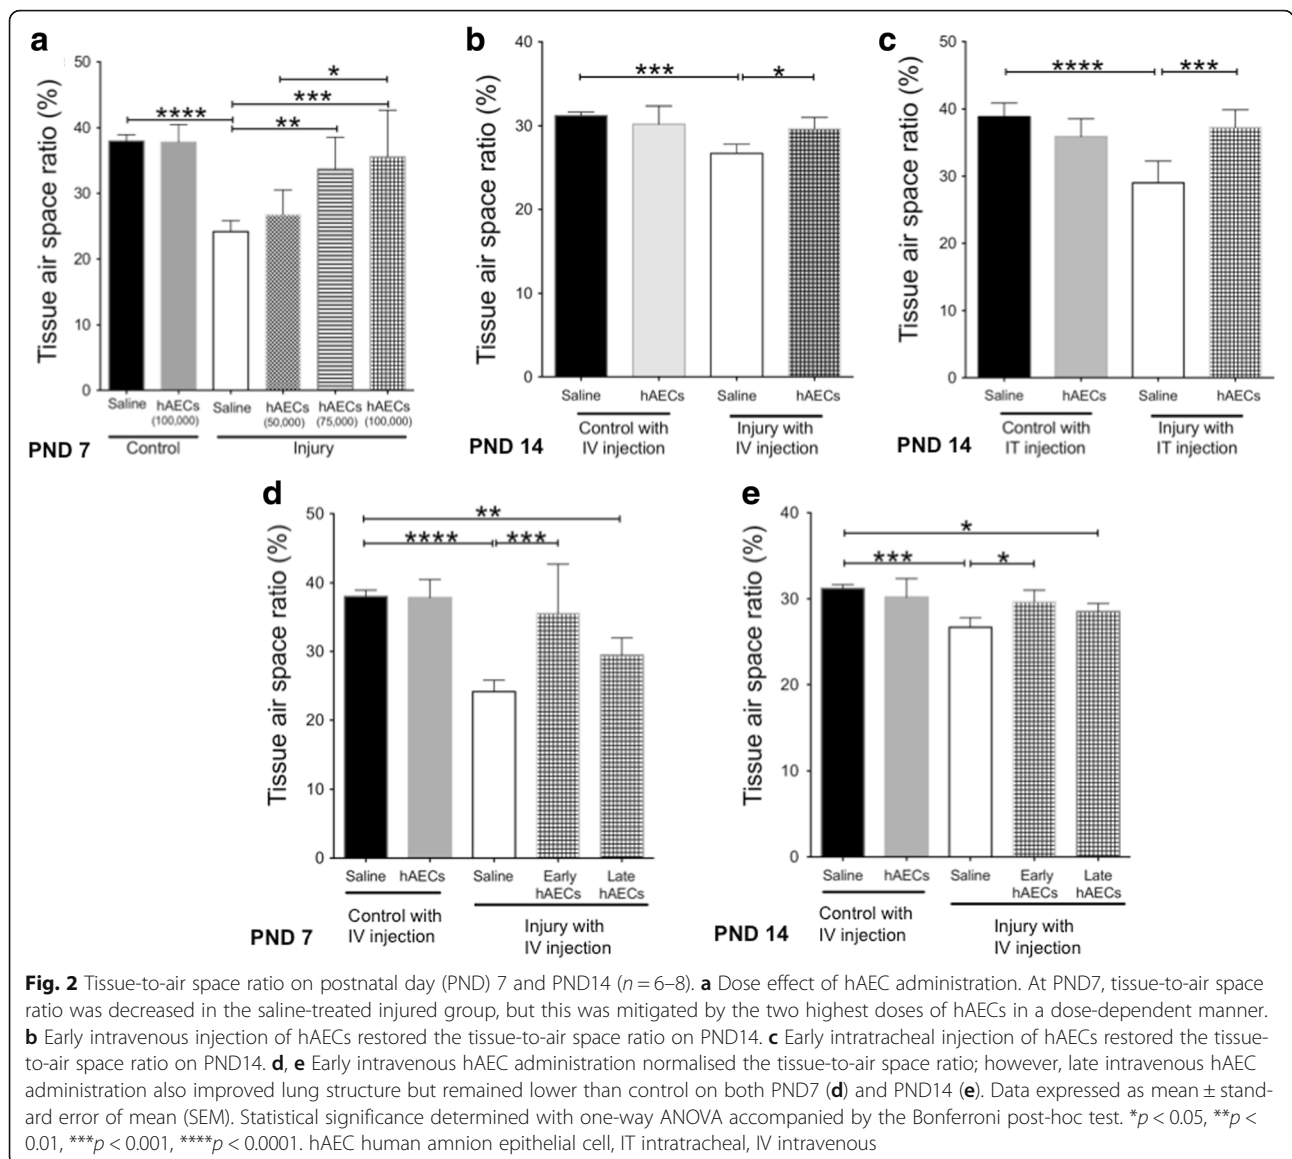 a
Tissue air space ratio (%)
50
40
30
20
10
0
****
**
***
*
Saline
hAECs
(100,000)
Saline
hAECs
(50,000)
hAECs
(75,000)
hAECs
(100,000)
PND 7
Control
Injury
b
Tissue air space ratio (%)
40
30
20
10
0
***
*
Saline
hAECs
Saline
hAECs
PND 14
Control with
IV injection
Injury with
IV injection
c
Tissue air space ratio (%)
50
40
30
20
10
0
****
***
Saline
hAECs
Saline
hAECs
PND 14
Control with
IT injection
Injury with
IT injection
d
Tissue air space ratio (%)
50
40
30
20
10
0
**
****
***
Saline
hAECs
Saline
Early
hAECs
Late
hAECs
PND 7
Control with
IV injection
Injury with
IV injection
e
Tissue air space ratio (%)
40
30
20
10
0
*
***
*
Saline
hAECs
Saline
Early
hAECs
Late
hAECs
PND 14
Control with
IV injection
Injury with
IV injection
Fig. 2 Tissue-to-air space ratio on postnatal day (PND) 7 and PND14 (n = 6–8). a Dose effect of hAEC administration. At PND7, tissue-to-air space
ratio was decreased in the saline-treated injured group, but this was mitigated by the two highest doses of hAECs in a dose-dependent manner.
b Early intravenous injection of hAECs restored the tissue-to-air space ratio on PND14. c Early intratracheal injection of hAECs restored the tissue-
to-air space ratio on PND14. d, e Early intravenous hAEC administration normalised the tissue-to-air space ratio; however, late intravenous hAEC
administration also improved lung structure but remained lower than control on both PND7 (d) and PND14 (e). Data expressed as mean ± stand-
ard error of mean (SEM). Statistical significance determined with one-way ANOVA accompanied by the Bonferroni post-hoc test. *p < 0.05, **p <
0.01, ***p < 0.001, ****p < 0.0001. hAEC human amnion epithelial cell, IT intratracheal, IV intravenous